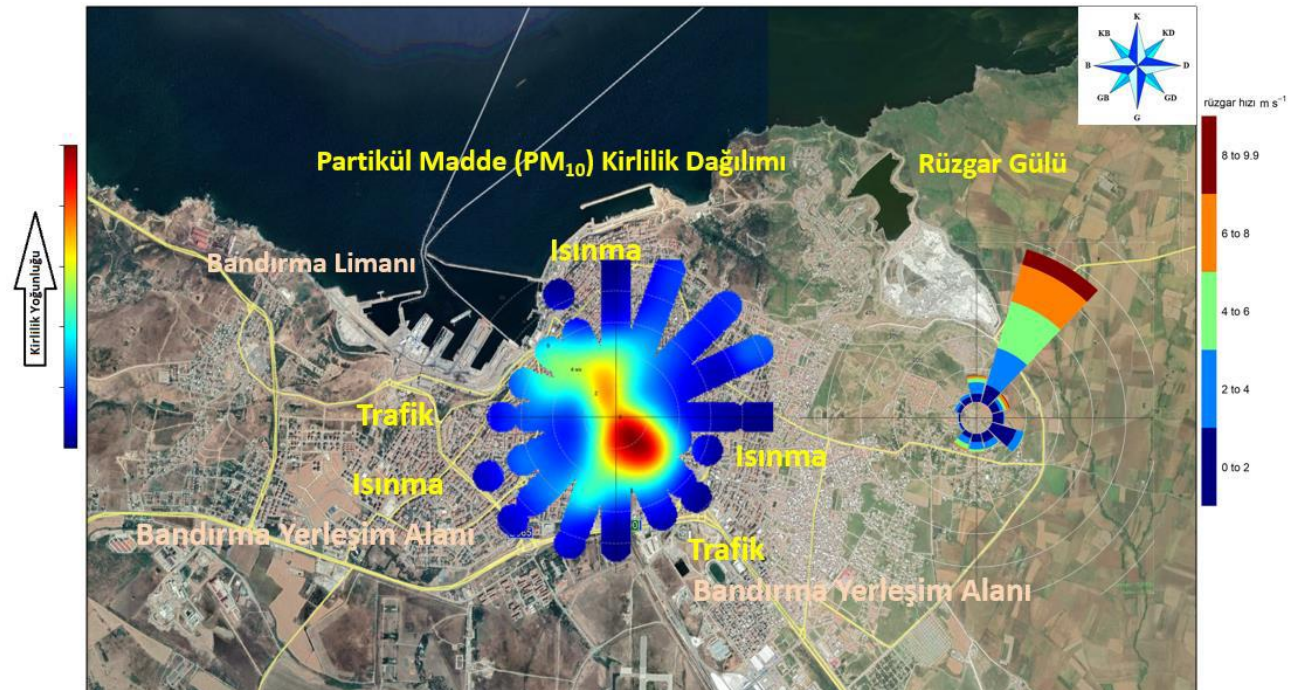 K
KB
KD
B
D
GB
GD
G
rüzgar hızı m s⁻¹
Partikül Madde (PM₁₀) Kirlilik Dağılımı
Rüzgar Gülü
8 to 9.9
6 to 8
4 to 6
2 to 4
0 to 2
Kirlilik Yoğunluğu
Isınma
Bandırma Limanı
Trafik
Isınma
Isınma
Bandırma Yerleşim Alanı
Trafik
Bandırma Yerleşim Alanı